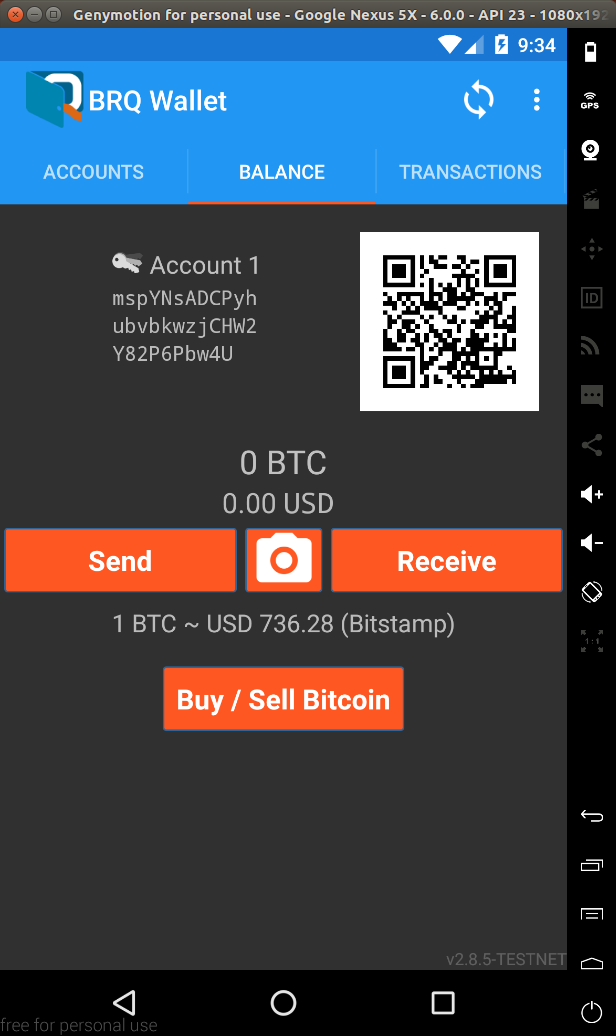 Genymotion for personal use - Google Nexus 5X - 6.0.0 - API 23 - 1080x192
9:34
BRQ Wallet
ACCOUNTS
BALANCE
TRANSACTIONS
GPS
ID
Account 1
mspYNsADCPyh
ubvbkwzjCHW2
Y82P6Pbw4U
0 BTC
0.00 USD
Send
Receive
1 BTC ~ USD 736.28 (Bitstamp)
1:1
Buy / Sell Bitcoin
v2.8.5-TESTNET
free for personal use